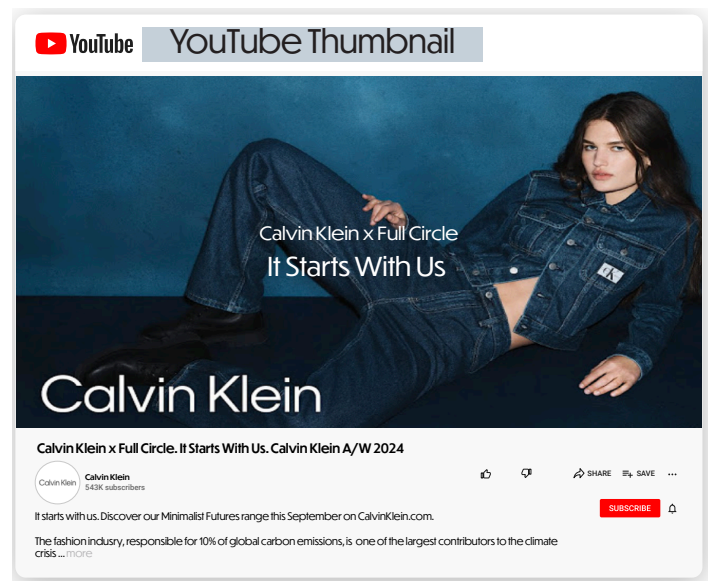 YouTube YouTube Thumbnail
Calvin Klein x Full Circle
It Starts With Us
CK
Calvin Klein
Calvin Klein x Full Circle. It Starts With Us. Calvin Klein A/W 2024
Calvin Klein
Calvin Klein
543K subscribers
SHARE
SAVE
SUBSCRIBE
It starts with us. Discover our Minimalist Futures range this September on CalvinKlein.com.
The fashion indusry, responsible for 10% of global carbon emissions, is one of the largest contributors to the climate
crisis ... more